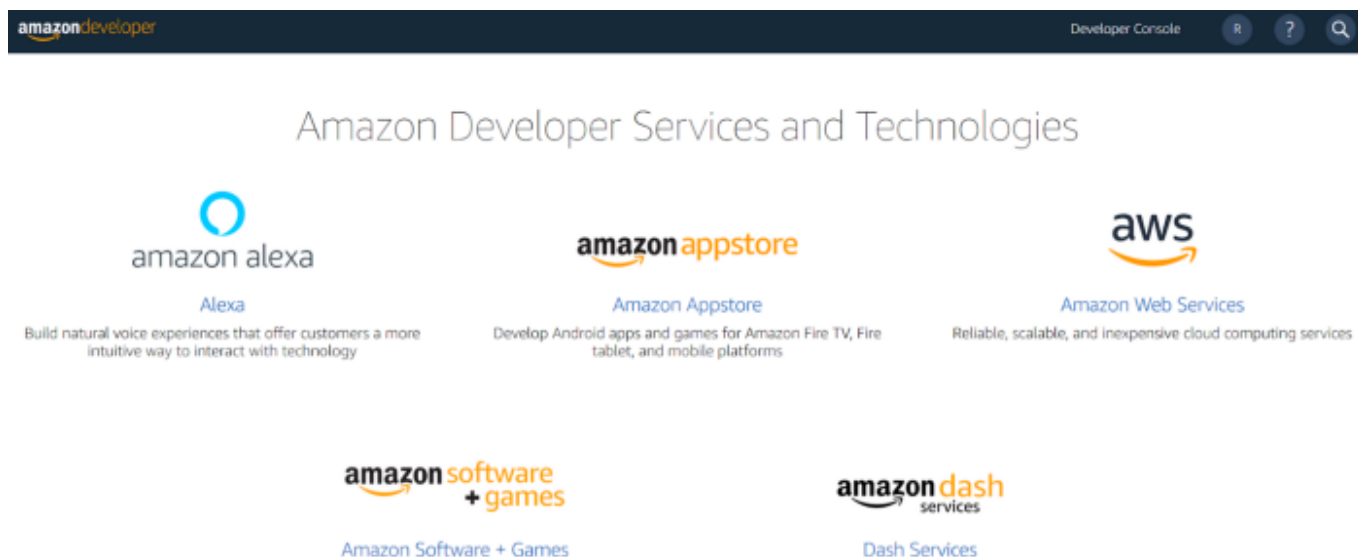 amazondeveloper
Developer Console
R
?
Amazon Developer Services and Technologies
amazon alexa
amazon appstore
aws
Alexa
Amazon Appstore
Amazon Web Services
Build natural voice experiences that offer customers a more
intuitive way to interact with technology
Develop Android apps and games for Amazon Fire TV, Fire
tablet, and mobile platforms
Reliable, scalable, and inexpensive cloud computing services
amazon software
+ games
amazon dash
services
Amazon Software + Games
Dash Services